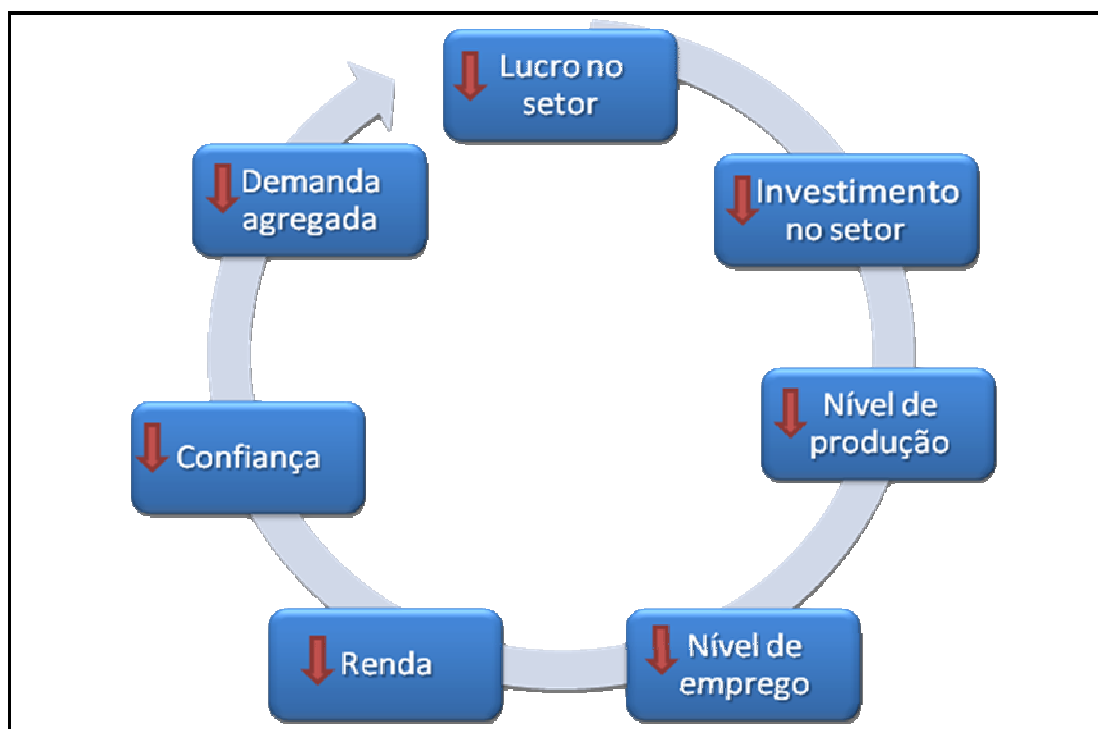 Lucro no
setor
Investimento
no setor
Nível de
produção
Nível de
emprego
Renda
Confiança
Demanda
agregada